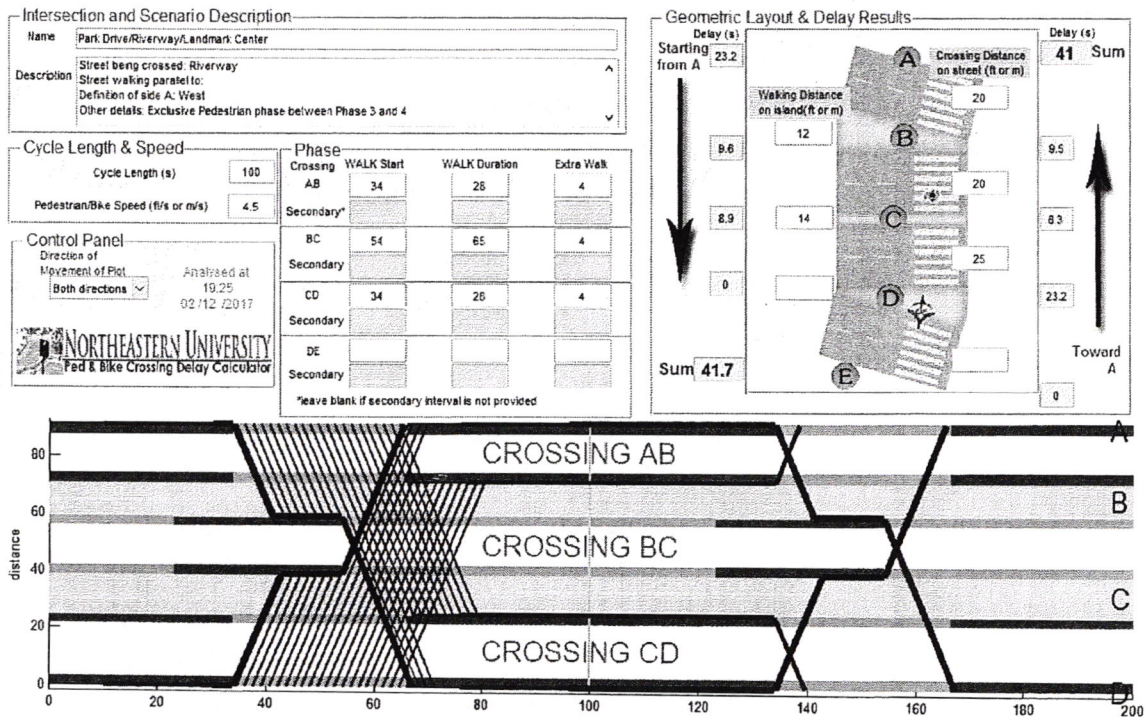 Intersection and Scenario Description
Name Park Drive/Riverway/Landmark Center
Description Street being crossed: Riverway
Street walking paralel to:
Definition of side A: West
Other details: Exclusive Pedestrian phase between Phase 3 and 4
Cycle Length & Speed
Cycle Length (s) 100
Pedestrian/Bike Speed (ft/s or m/s) 4.5
Control Panel
Direction of
Movement of Plot
Both directions
Analysed at
19:25
02/12/2017
NORTHEASTERN UNIVERSITY
Ped & Bike Crossing Delay Calculator
Phase
Crossing WALK Start WALK Duration Extra Walk
AB 34 28 4
Secondary*
BC 54 65 4
Secondary
CD 34 28 4
Secondary
DE
Secondary
*leave blank if secondary interval is not provided
Geometric Layout & Delay Results
Delay (s)
Starting
from A
23.2
9.6
8.9
0
Sum 41.7
Walking Distance
on island(ft or m)
12
14
A
B
C
D
E
Crossing Distance
on street (ft or m)
20
20
25
Delay (s)
41 Sum
9.5
8.3
23.2
0
Toward
A
distance
80
60
40
20
0
CROSSING AB
CROSSING BC
CROSSING CD
A
B
C
D
0 20 40 60 80 100 120 140 160 180 200